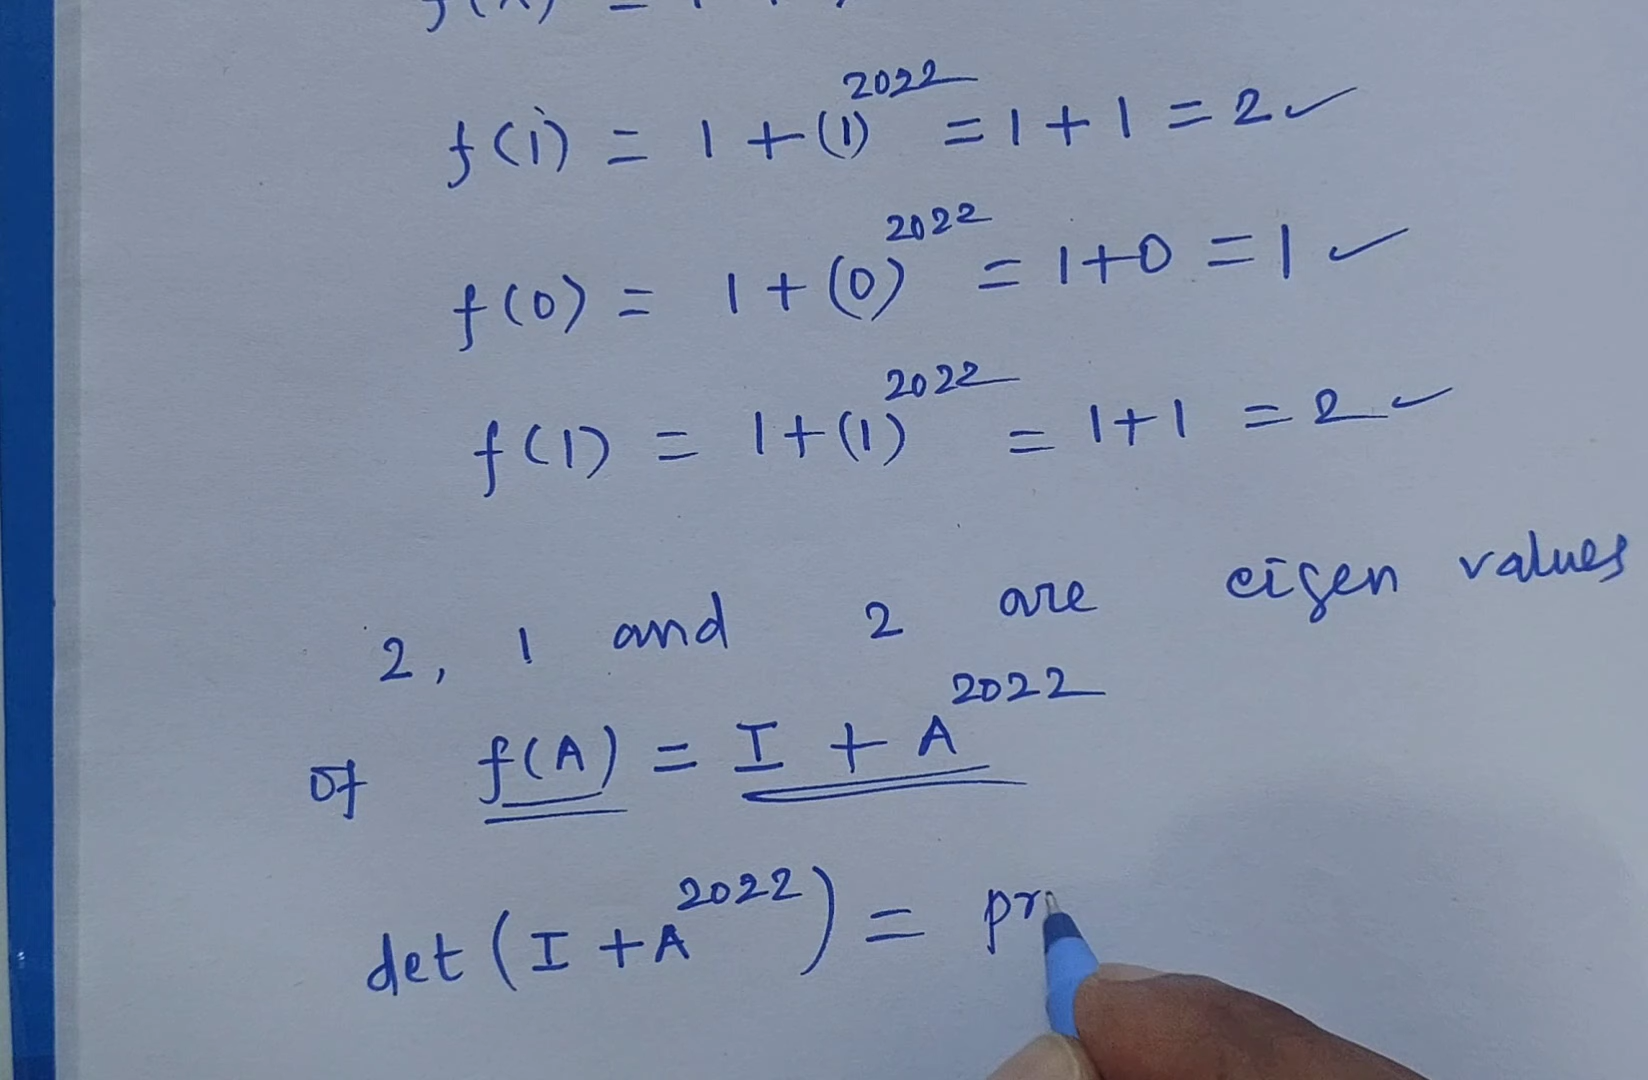 f(1) = 1 + (1)^2022 = 1 + 1 = 2 ✓
f(0) = 1 + (0)^2022 = 1+0 = 1 ✓
f(1) = 1+(1)^2022 = 1+1 = 2 ✓
2, 1 and 2 are eigen values
of f(A) = I + A^2022
det (I + A^2022) = pr